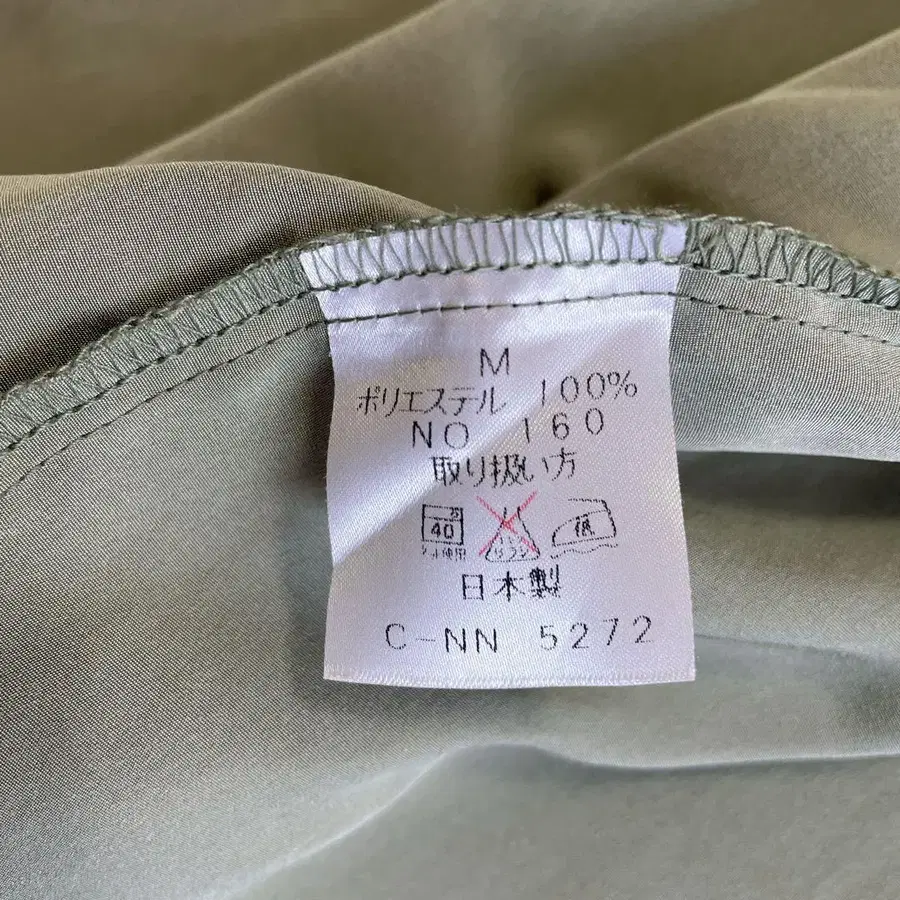 M
ポリエステル 100%
NO 160
取り扱い方
40 低
日本製
C-NN 5272